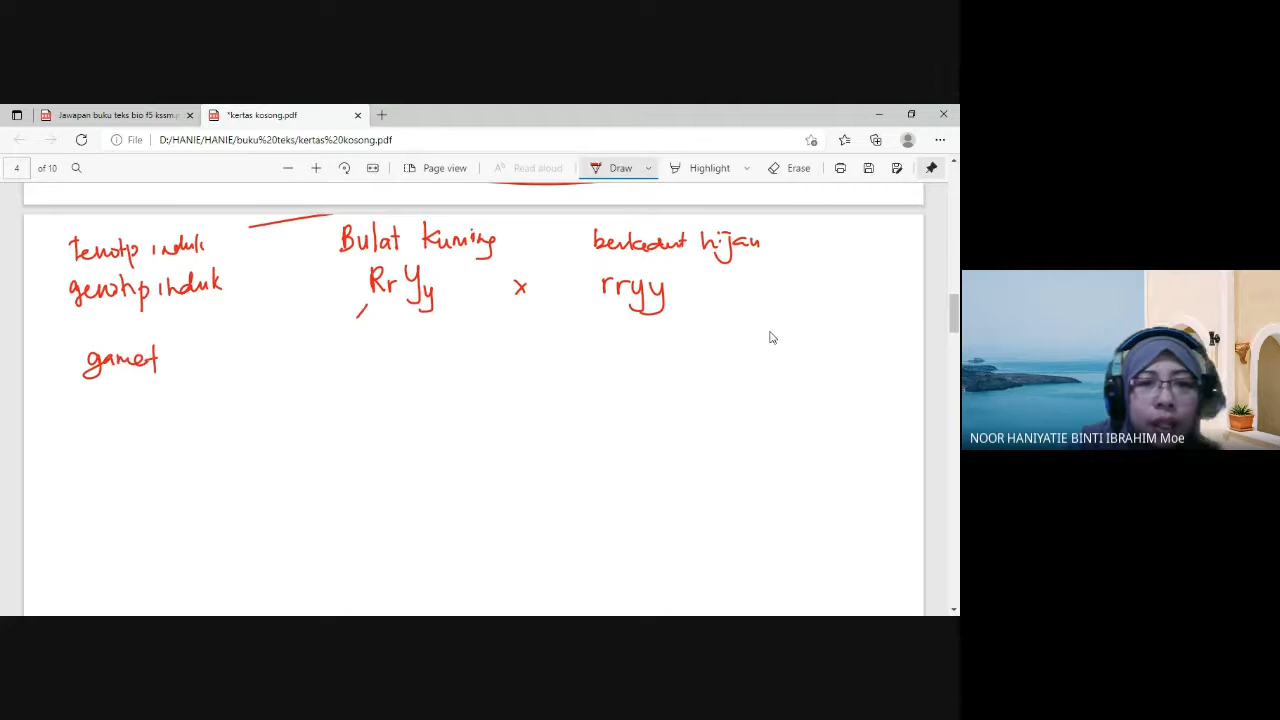 Jawapan buku teks bio f5 kssm.p
*kertas kosong.pdf
File D:/HANIE/HANIE/buku%20teks/kertas%20kosong.pdf
4 of 10 Page view Read aloud Draw Highlight Erase
fenotip induk Bulat Kuning berkedut hijau
genotip induk RrYy x rryy
gamet
NOOR HANIYATIE BINTI IBRAHIM Moe